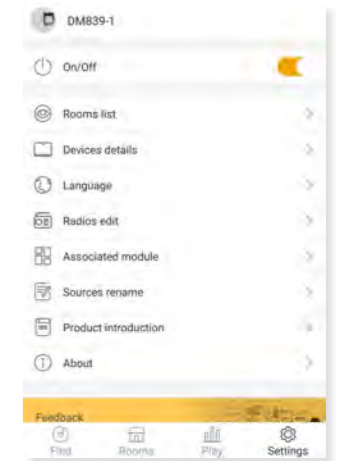 DM839-1
On/Off
Rooms list
Devices details
Language
Radios edit
Associated module
Sources rename
Product introduction
About
Feedback
Find Rooms Play Settings